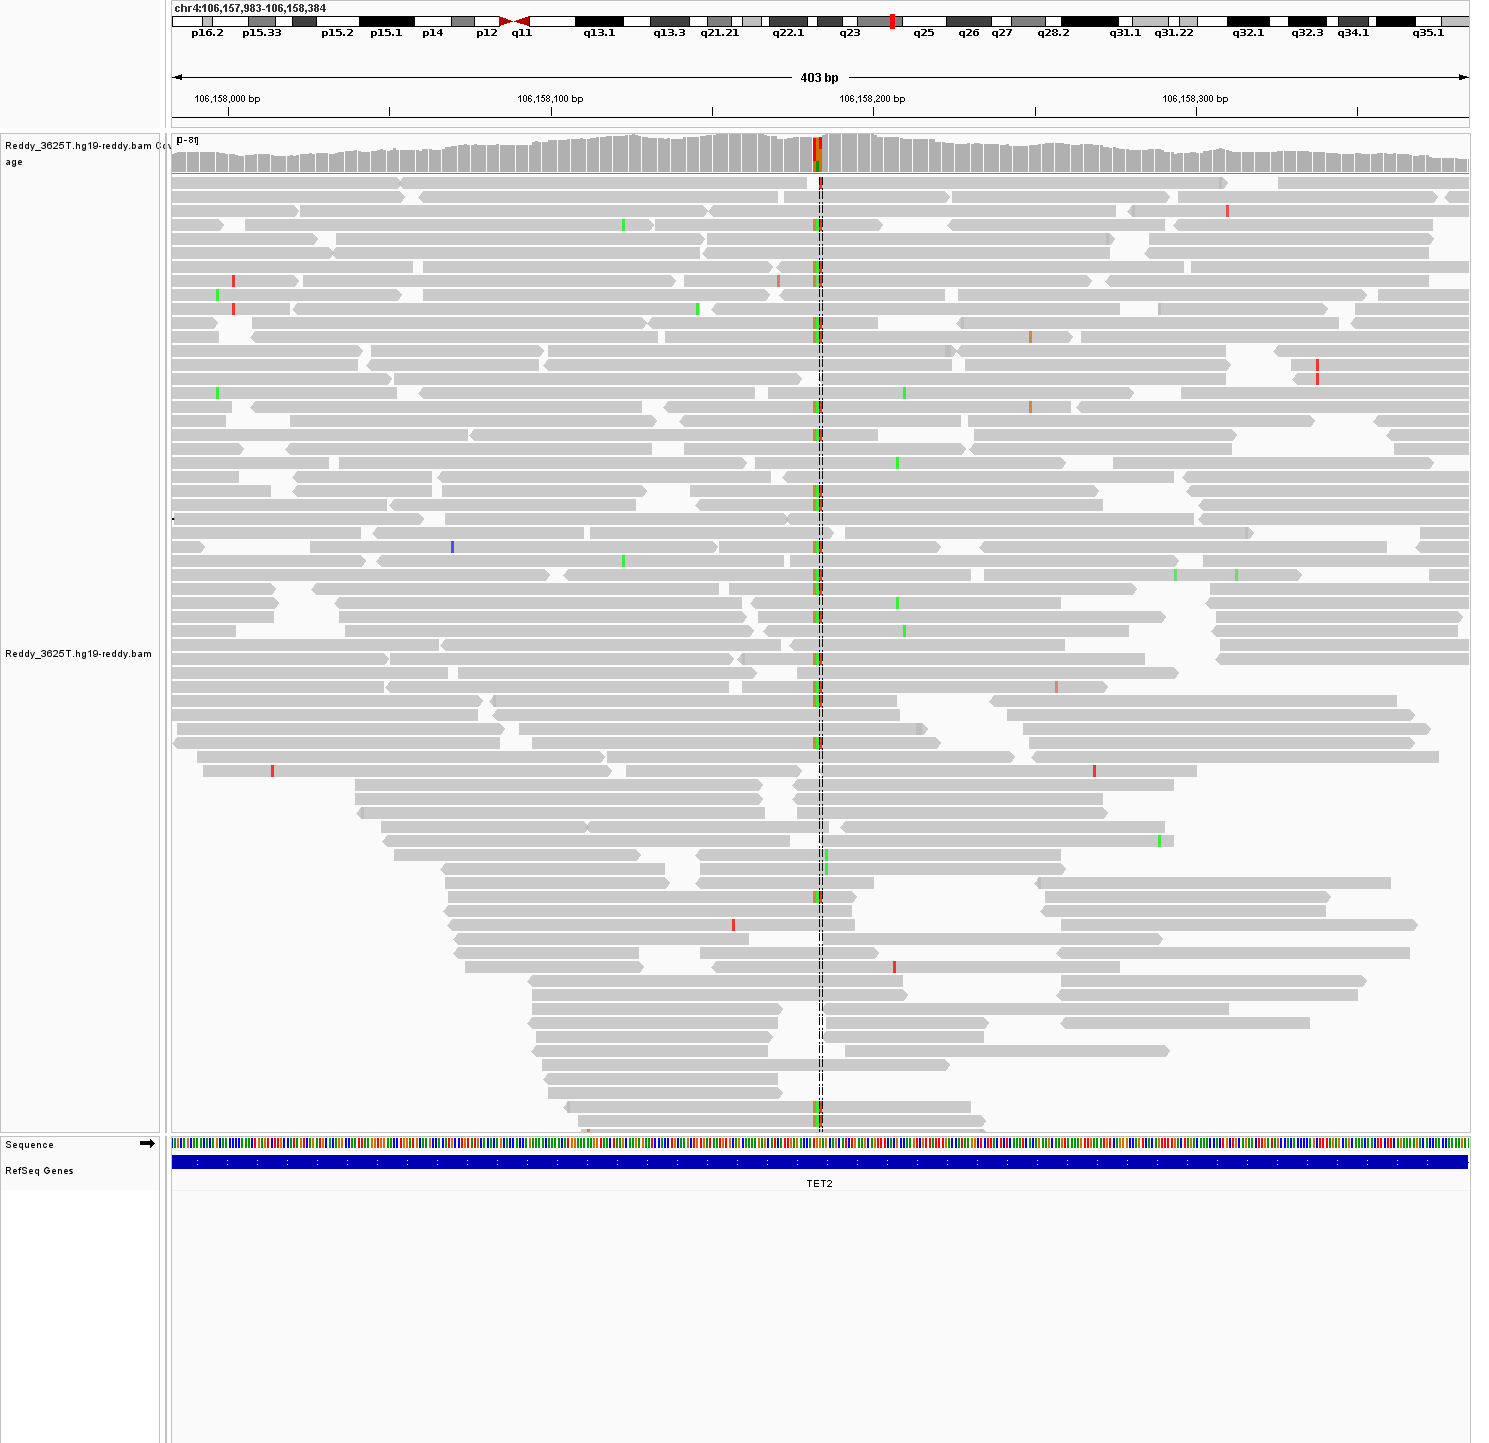 chr4:106,157,983-106,158,384
p16.2 p15.33 p15.2 p15.1 p14 p12 q11 q13.1 q13.3 q21.21 q22.1 q23 q25 q26 q27 q28.2 q31.1 q31.22 q32.1 q32.3 q34.1 q35.1
403 bp
106,158,000 bp 106,158,100 bp 106,158,200 bp 106,158,300 bp
[0 - 81]
Reddy_3625T.hg19-reddy.bam Cov
age
Reddy_3625T.hg19-reddy.bam
Sequence
RefSeq Genes
TET2